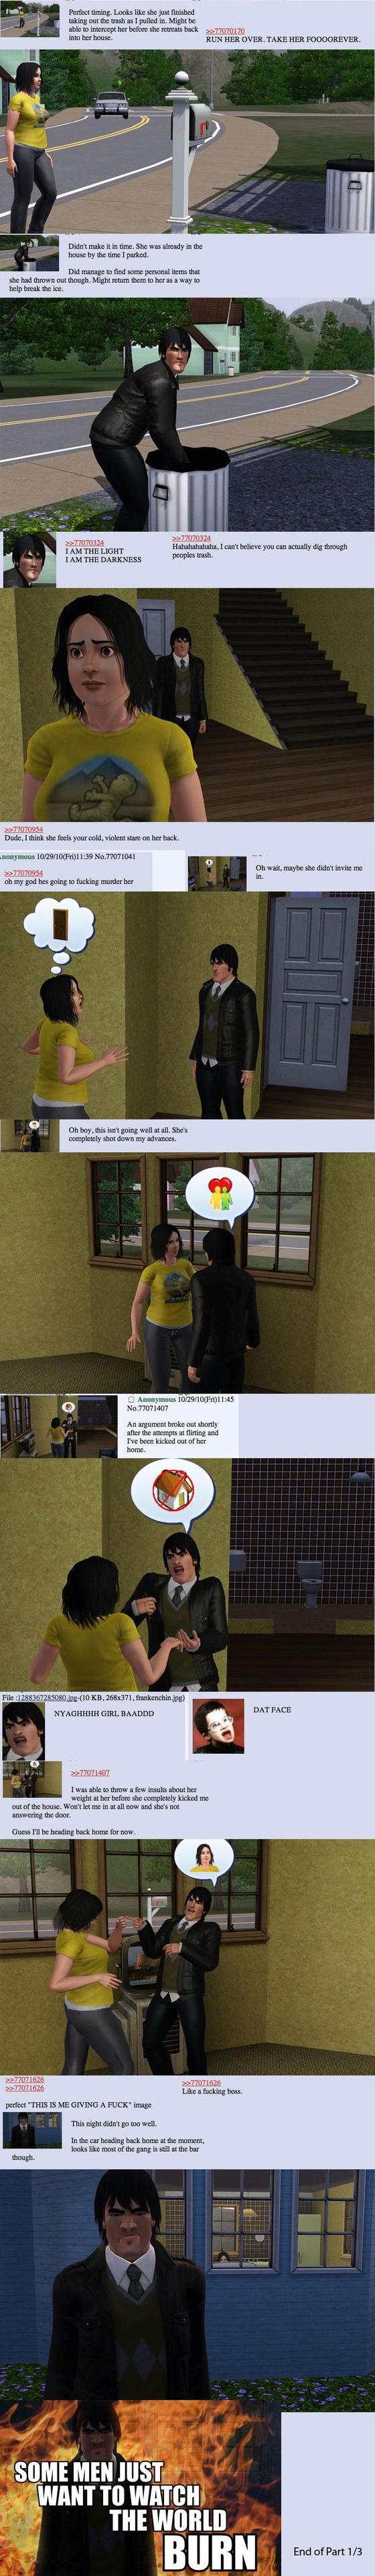 Perfect timing. Looks like she just finished
taking out the trash as I pulled in. Might be
able to intercept her before she retreats back
into her house.
>>77070170
RUN HER OVER. TAKE HER FOOOOREVER.
Didn't make it in time. She was already in the
house by the time I parked.
Did manage to find some personal items that
she had thrown out though. Might return them to her as a way to
help break the ice.
>>77070324
I AM THE LIGHT
I AM THE DARKNESS
>>77070324
Hahahahahaha, I can't believe you can actually dig through
peoples trash.
>>77070954
Dude, I think she feels your cold, violent stare on her back.
Anonymous 10/29/10(Fri)11:39 No.77071041
>>77070954
oh my god hes going to fucking murder her
Oh wait, maybe she didn't invite me
in.
Oh boy, this isn't going well at all. She's
completely shot down my advances.
Anonymous 10/29/10(Fri)11:45
No.77071407
An argument broke out shortly
after the attempts at flirting and
I've been kicked out of her
home.
File :1288367285080.jpg-(10 KB, 268x371, frankenchin.jpg)
NYAGHHHH GIRL BAADDD
DAT FACE
>>77071407
I was able to throw a few insults about her
weight at her before she completely kicked me
out of the house. Won't let me in at all now and she's not
answering the door.
Guess I'll be heading back home for now.
>>77071626
>>77071626
perfect "THIS IS ME GIVING A FUCK" image
>>77071626
Like a fucking boss.
This night didn't go too well.
In the car heading back home at the moment,
looks like most of the gang is still at the bar
though.
SOME MEN JUST
WANT TO WATCH
THE WORLD
BURN
End of Part 1/3